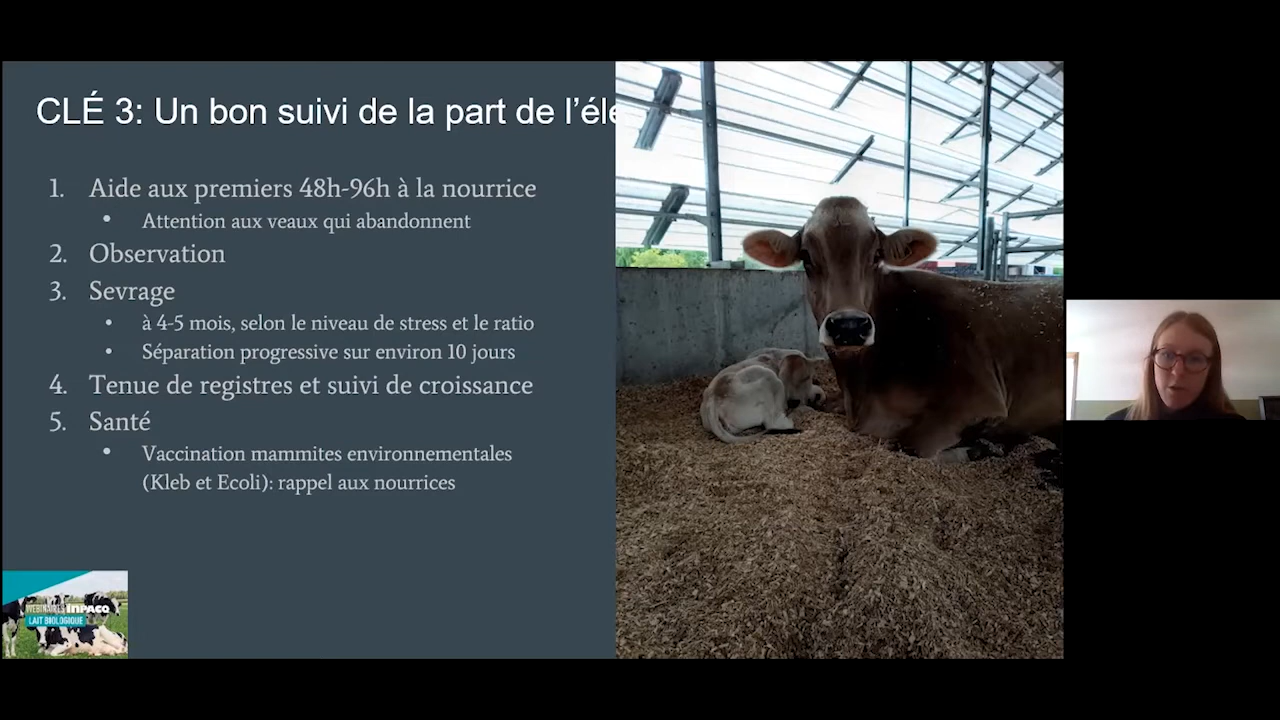 CLÉ 3: Un bon suivi de la part de l'éle
1. Aide aux premiers 48h-96h à la nourrice
• Attention aux veaux qui abandonnent
2. Observation
3. Sevrage
• à 4-5 mois, selon le niveau de stress et le ratio
• Séparation progressive sur environ 10 jours
4. Tenue de registres et suivi de croissance
5. Santé
• Vaccination mammites environnementales
(Kleb et Ecoli): rappel aux nourrices
WEBINAIRES INPACQ
LAIT BIOLOGIQUE